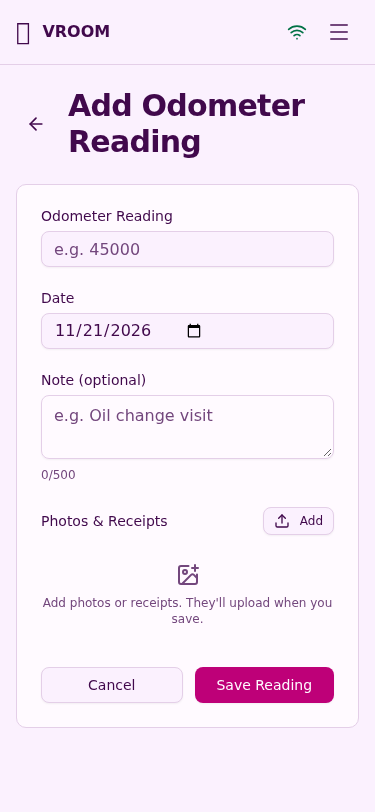 VROOM
Add Odometer
Reading
Odometer Reading
e.g. 45000
Date
11/21/2026
Note (optional)
e.g. Oil change visit
0/500
Photos & Receipts
Add
Add photos or receipts. They'll upload when you
save.
Cancel
Save Reading